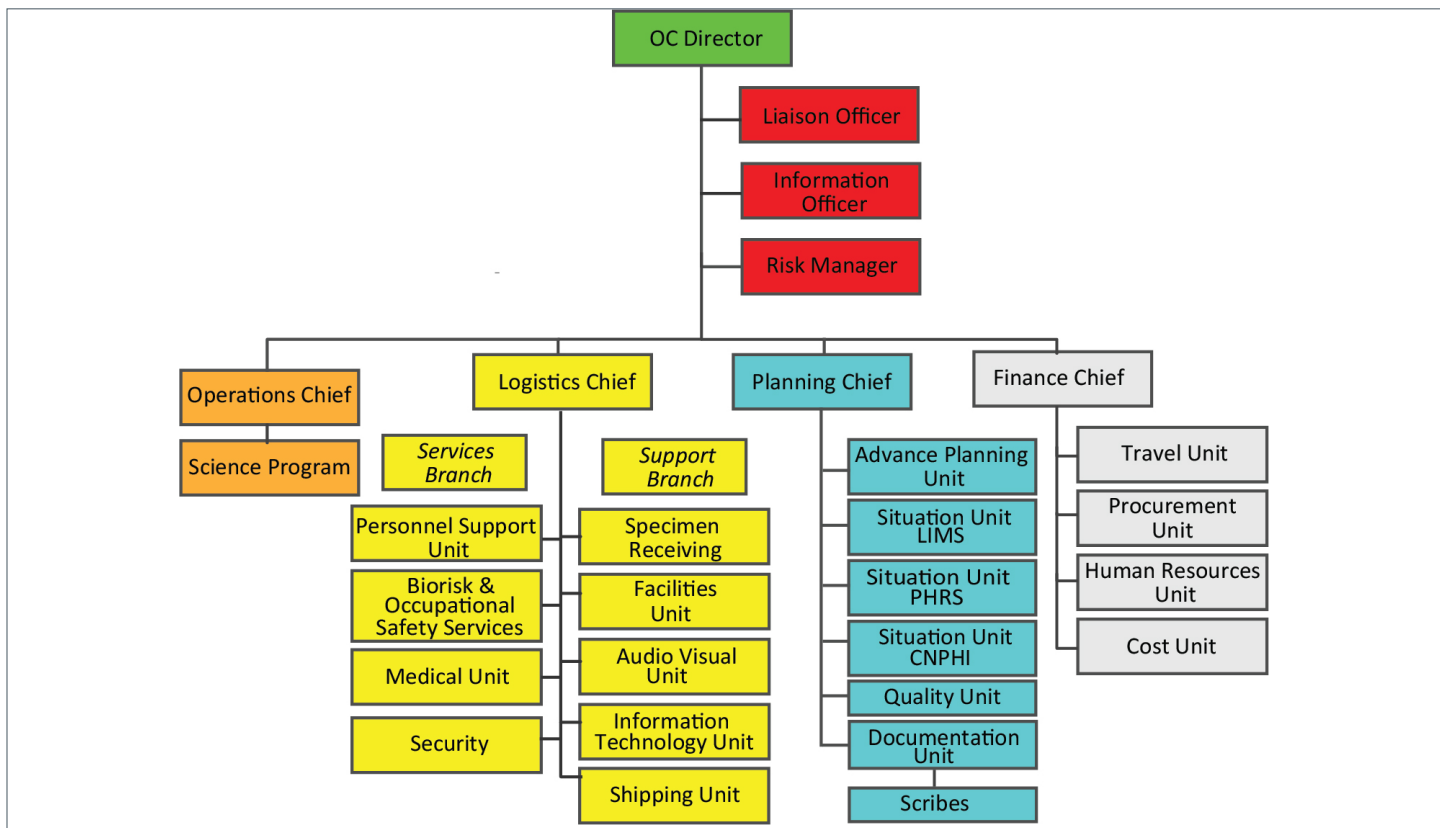 OC Director
Liaison Officer
Information
Officer
Risk Manager
Operations Chief
Science Program
Logistics Chief
Services
Branch
Personnel Support
Unit
Biorisk &
Occupational
Safety Services
Medical Unit
Security
Support
Branch
Specimen
Receiving
Facilities
Unit
Audio Visual
Unit
Information
Technology Unit
Shipping Unit
Planning Chief
Advance Planning
Unit
Situation Unit
LIMS
Situation Unit
PHRS
Situation Unit
CNPHI
Quality Unit
Documentation
Unit
Scribes
Finance Chief
Travel Unit
Procurement
Unit
Human Resources
Unit
Cost Unit